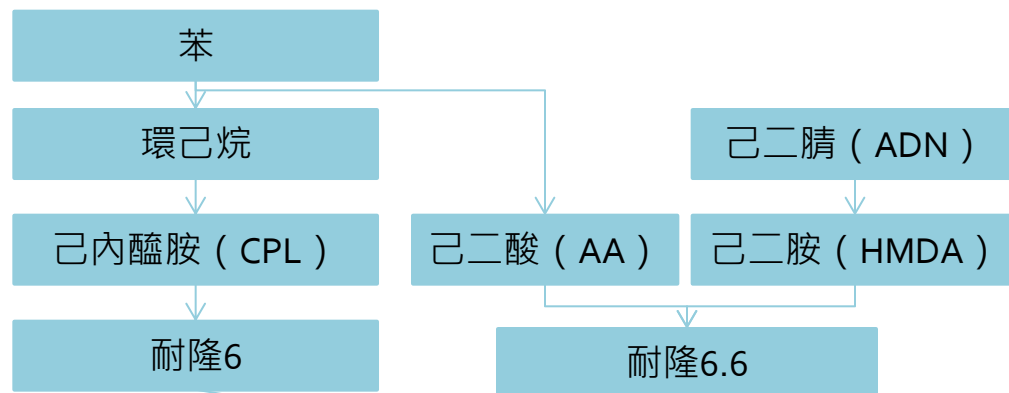 苯
環己烷
己二腈（ADN）
己內醯胺（CPL）
己二酸（AA）
己二胺（HMDA）
耐隆6
耐隆6.6